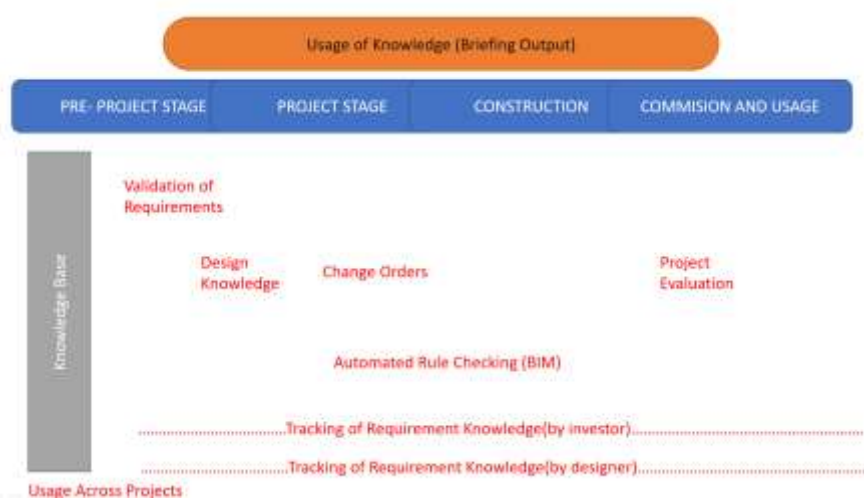 Usage of Knowledge (Briefing Output)
PRE- PROJECT STAGE
PROJECT STAGE
CONSTRUCTION
COMMISION AND USAGE
Knowledge Base
Validation of
Requirements
Design
Knowledge
Change Orders
Project
Evaluation
Automated Rule Checking (BIM)
Tracking of Requirement Knowledge(by investor)
Tracking of Requirement Knowledge(by designer)
Usage Across Projects